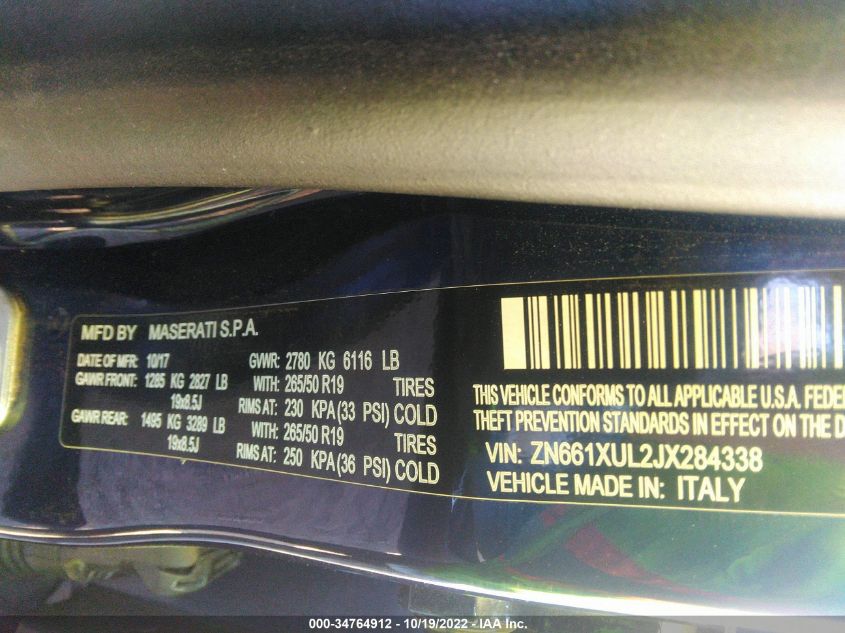 MFD BY MASERATI S.P.A.
DATE OF MFR: 10/17 GVWR: 2780 KG 6116 LB
GAWR FRONT: 1285 KG 2827 LB WITH: 265/50 R19 TIRES
19x8.5J RIMS AT: 230 KPA (33 PSI) COLD
GAWR REAR: 1495 KG 3289 LB WITH: 265/50 R19 TIRES
19x8.5J RIMS AT: 250 KPA (36 PSI) COLD
THIS VEHICLE CONFORMS TO ALL APPLICABLE U.S.A. FEDE
THEFT PREVENTION STANDARDS IN EFFECT ON THE D
VIN: ZN661XUL2JX284338
VEHICLE MADE IN: ITALY
000-34764912 - 10/19/2022 - IAA Inc.